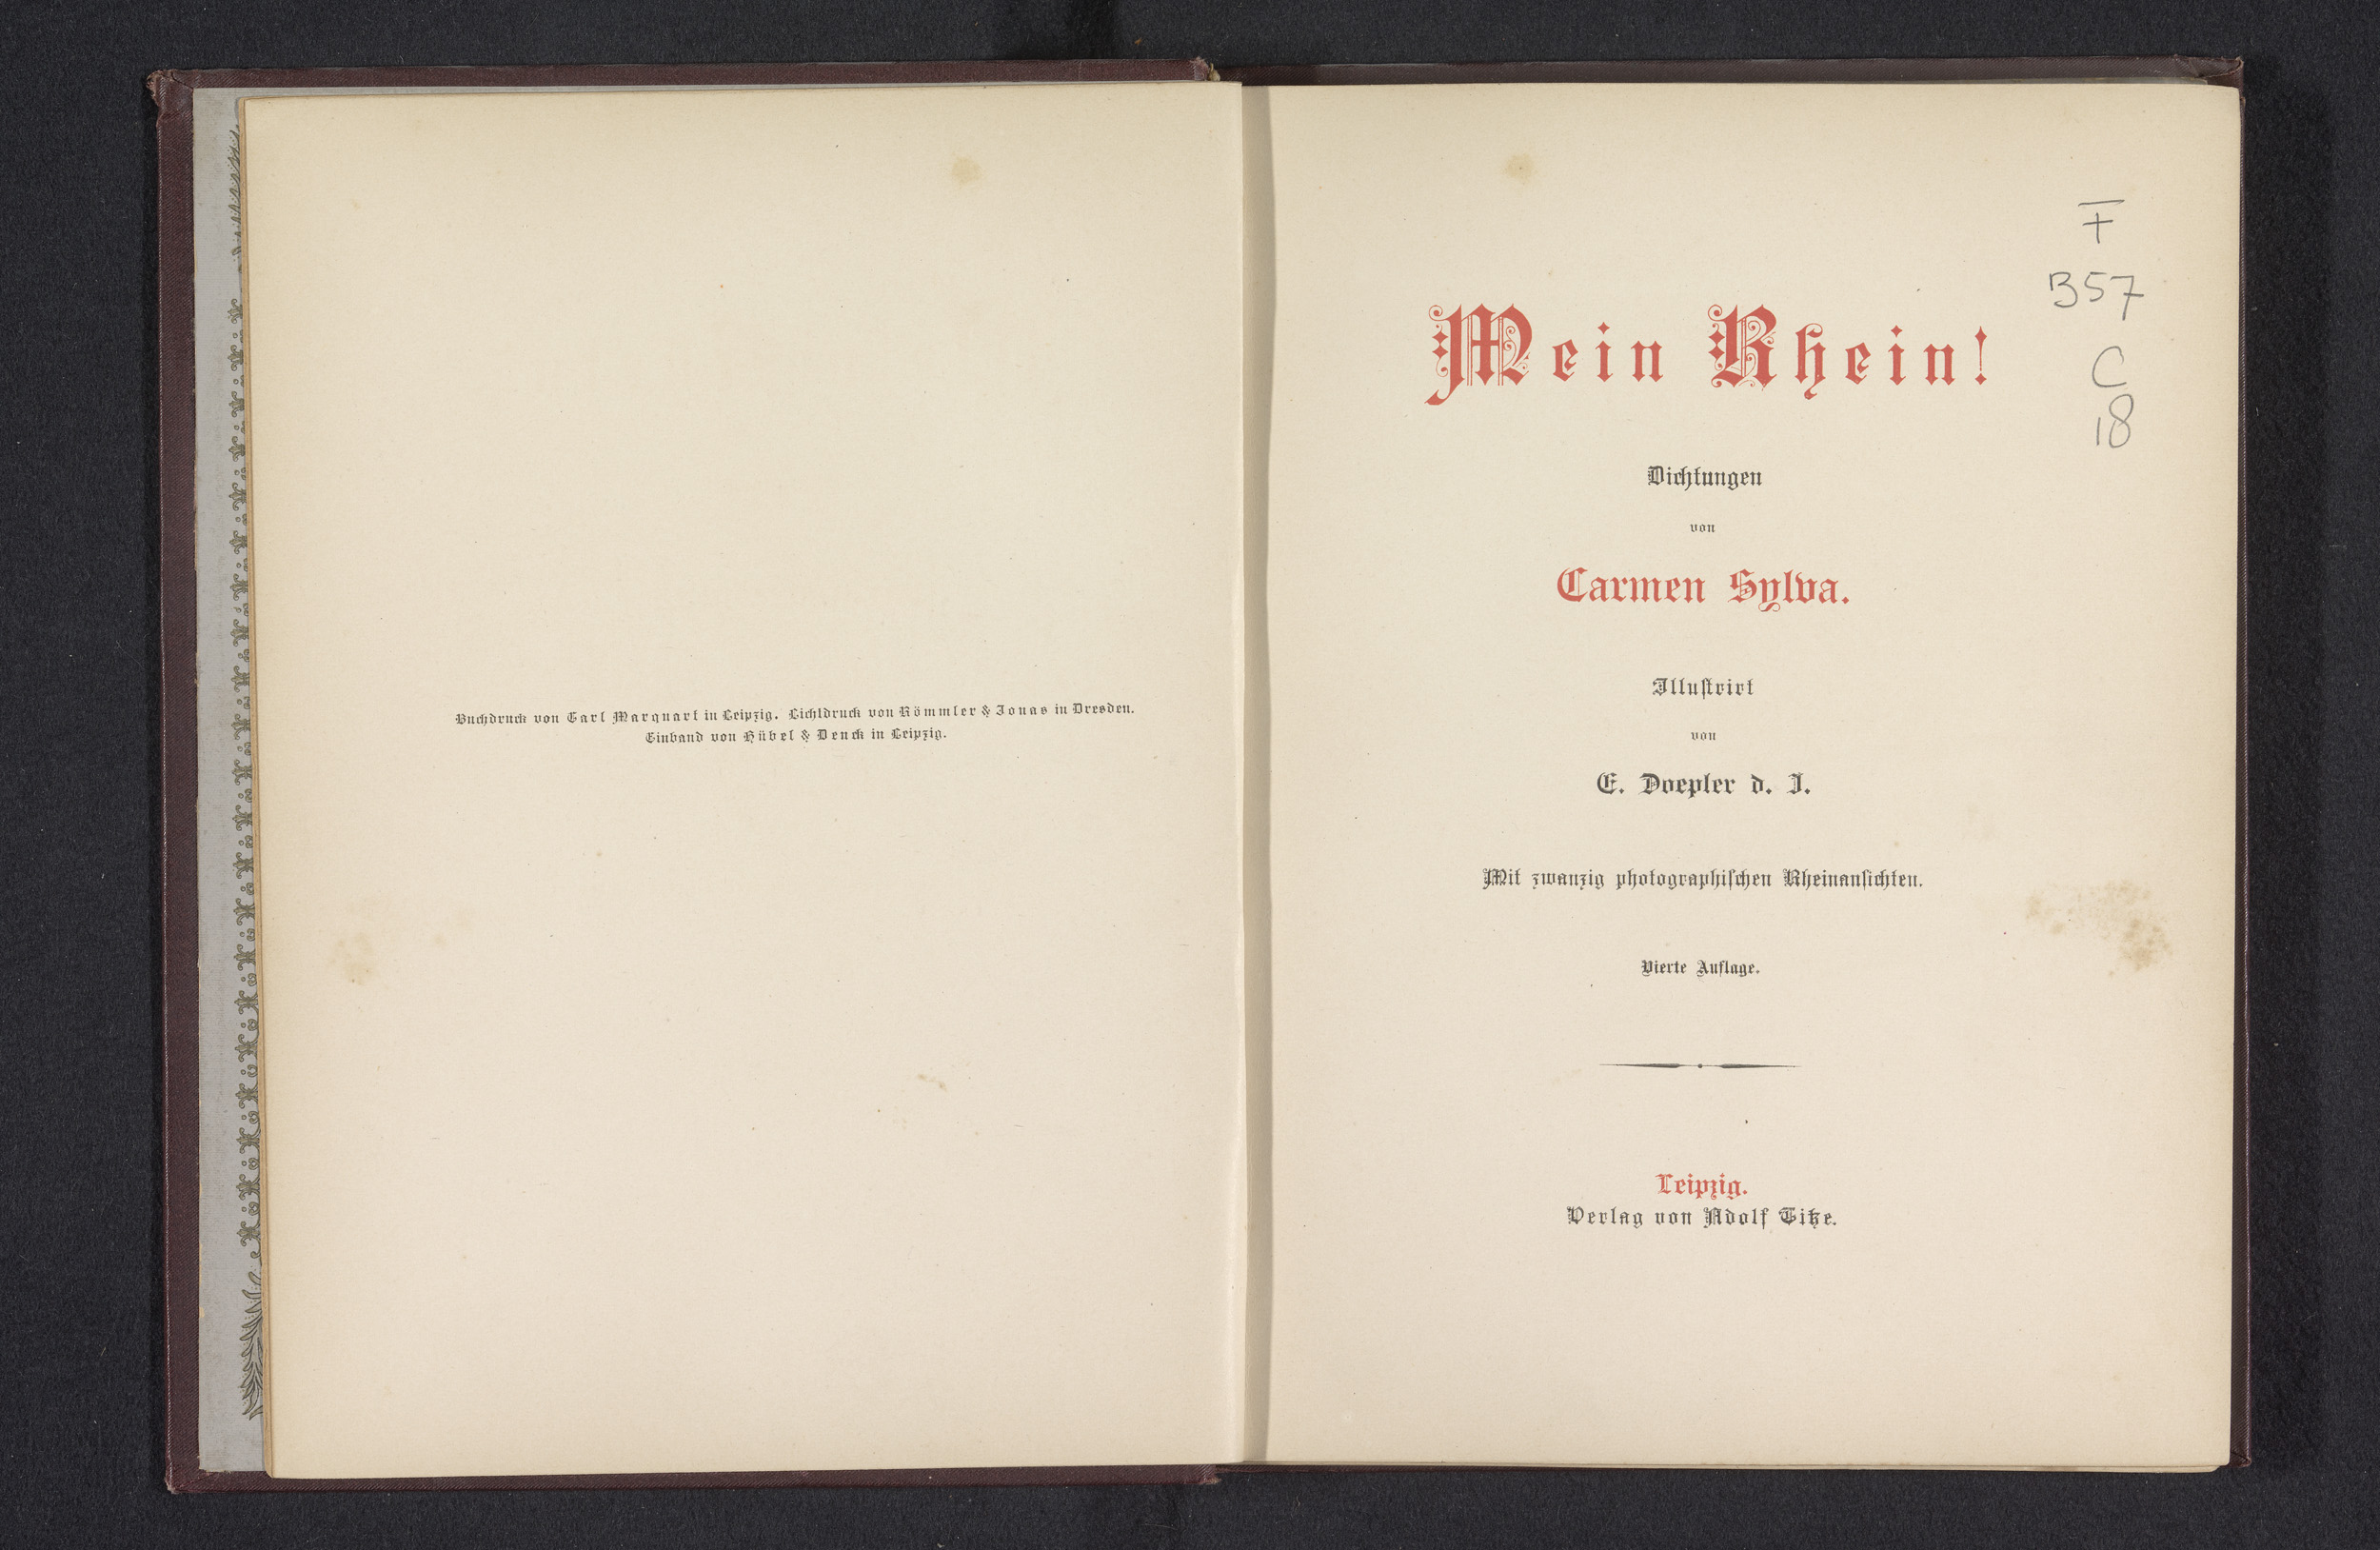 Buchdruck von Carl Marquart in Leipzig. Lichtdruck von Römmler & Jonas in Dresden.
Einband von Hübel & Denck in Leipzig.
Mein Rhein!
Dichtungen
von
Carmen Sylva.
Illuſtrirt
von
E. Doepler d. J.
Mit zwanzig photographiſchen Rheinanſichten.
Vierte Auflage.
Leipzig.
Verlag von Adolf Titze.
F
B57
C
18